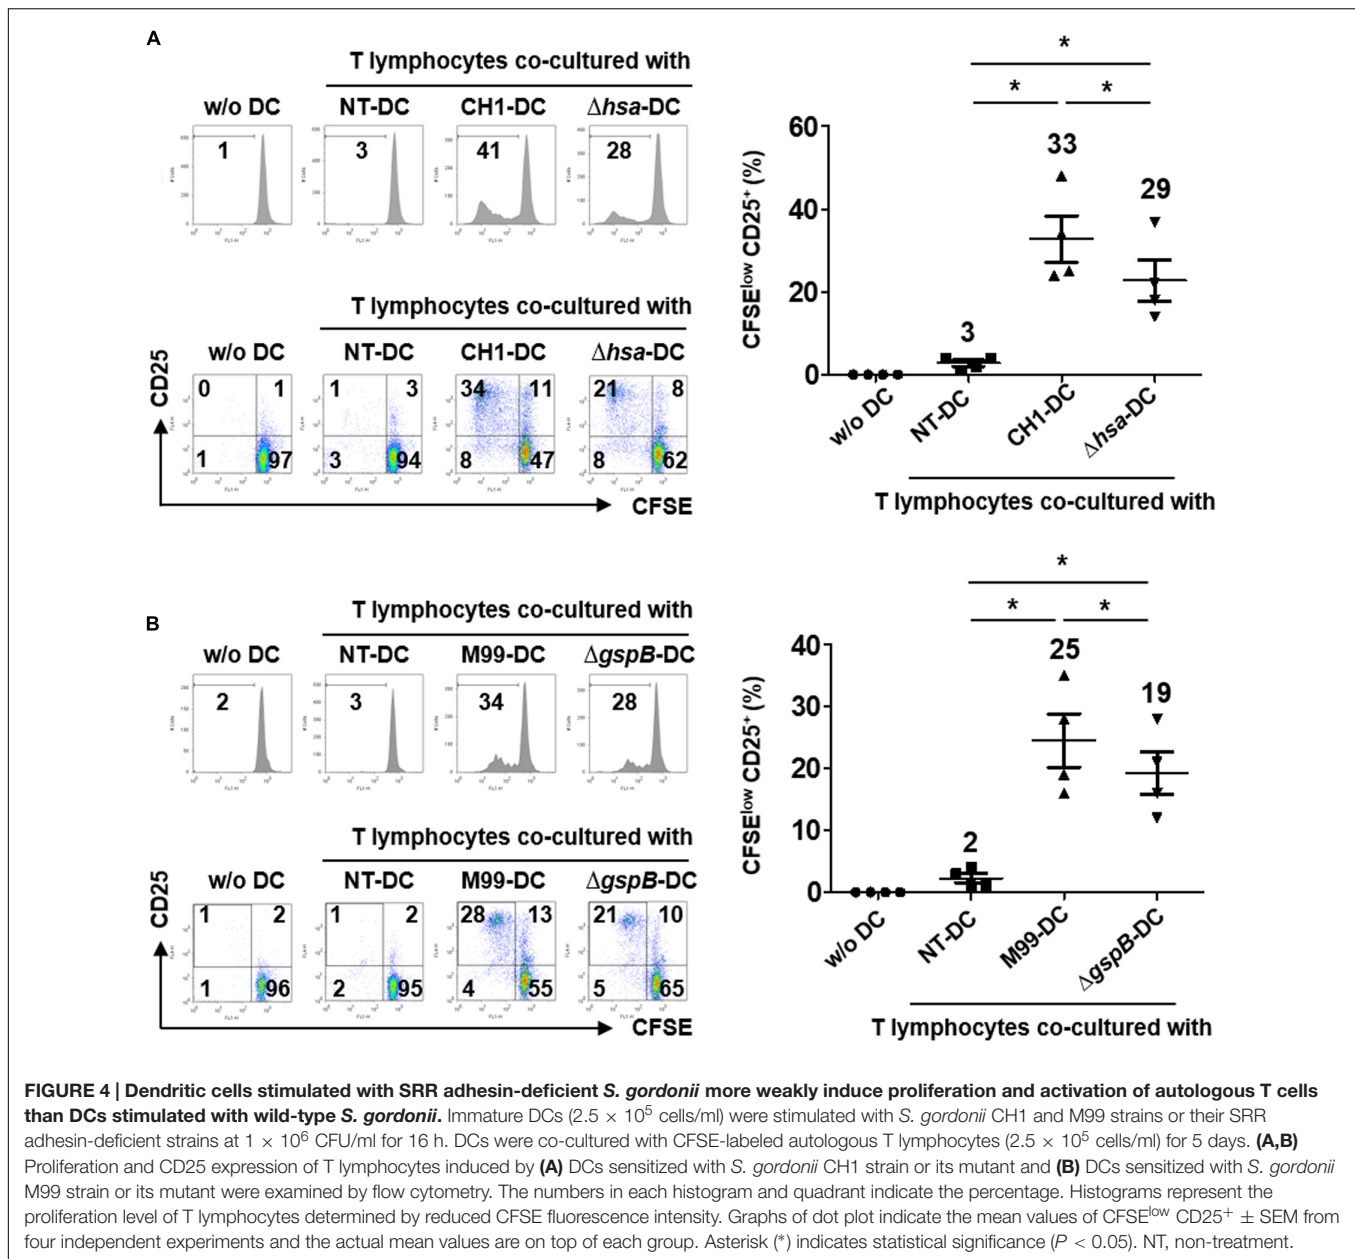 A
T lymphocytes co-cultured with
w/o DC NT-DC CH1-DC Δhsa-DC
1 3 41 28
T lymphocytes co-cultured with
w/o DC NT-DC CH1-DC Δhsa-DC
CD25
0 1 1 3 34 11 21 8
1 97 3 94 8 47 8 62
CFSE
* 
* *
CFSElow CD25+ (%)
60
40
20
0
3 33 29
w/o DC NT-DC CH1-DC Δhsa-DC
T lymphocytes co-cultured with
B
T lymphocytes co-cultured with
w/o DC NT-DC M99-DC ΔgspB-DC
2 3 34 28
T lymphocytes co-cultured with
w/o DC NT-DC M99-DC ΔgspB-DC
CD25
1 2 1 2 28 13 21 10
1 96 2 95 4 55 5 65
CFSE
*
* *
CFSElow CD25+ (%)
40
30
20
10
0
2 25 19
w/o DC NT-DC M99-DC ΔgspB-DC
T lymphocytes co-cultured with
FIGURE 4 | Dendritic cells stimulated with SRR adhesin-deficient S. gordonii more weakly induce proliferation and activation of autologous T cells
than DCs stimulated with wild-type S. gordonii. Immature DCs (2.5 × 10⁵ cells/ml) were stimulated with S. gordonii CH1 and M99 strains or their SRR
adhesin-deficient strains at 1 × 10⁶ CFU/ml for 16 h. DCs were co-cultured with CFSE-labeled autologous T lymphocytes (2.5 × 10⁵ cells/ml) for 5 days. (A,B)
Proliferation and CD25 expression of T lymphocytes induced by (A) DCs sensitized with S. gordonii CH1 strain or its mutant and (B) DCs sensitized with S. gordonii
M99 strain or its mutant were examined by flow cytometry. The numbers in each histogram and quadrant indicate the percentage. Histograms represent the
proliferation level of T lymphocytes determined by reduced CFSE fluorescence intensity. Graphs of dot plot indicate the mean values of CFSElow CD25+ ± SEM from
four independent experiments and the actual mean values are on top of each group. Asterisk (*) indicates statistical significance (P < 0.05). NT, non-treatment.